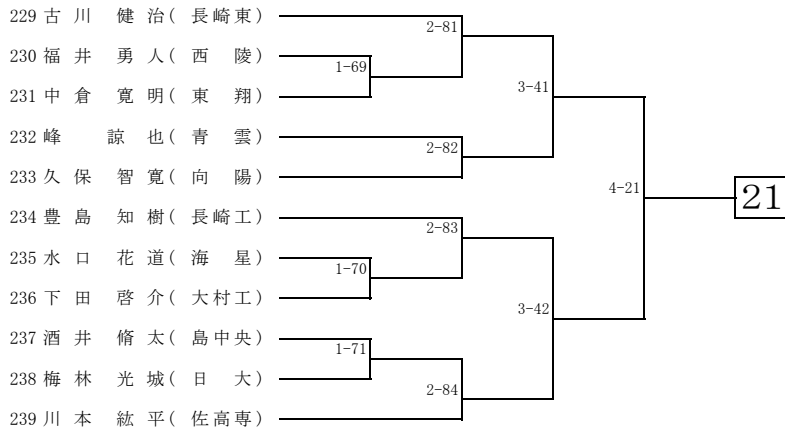 229 古川 健治( 長崎東 )
2-81
230 福井 勇人( 西 陵 )
1-69
231 中倉 寛明( 東 翔 )
3-41
232 峰 諒也( 青 雲 )
2-82
233 久保 智寛( 向 陽 )
4-21
21
234 豊島 知樹( 長崎工 )
2-83
235 水口 花道( 海 星 )
1-70
236 下田 啓介( 大村工 )
3-42
237 酒井 脩太( 島中央 )
1-71
238 梅林 光城( 日 大 )
2-84
239 川本 紘平( 佐高専 )